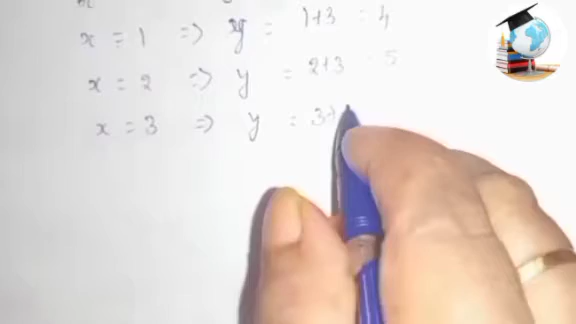 x = 1 => y = 1+3 = 4
x = 2 => y = 2+3 = 5
x = 3 => y = 3+